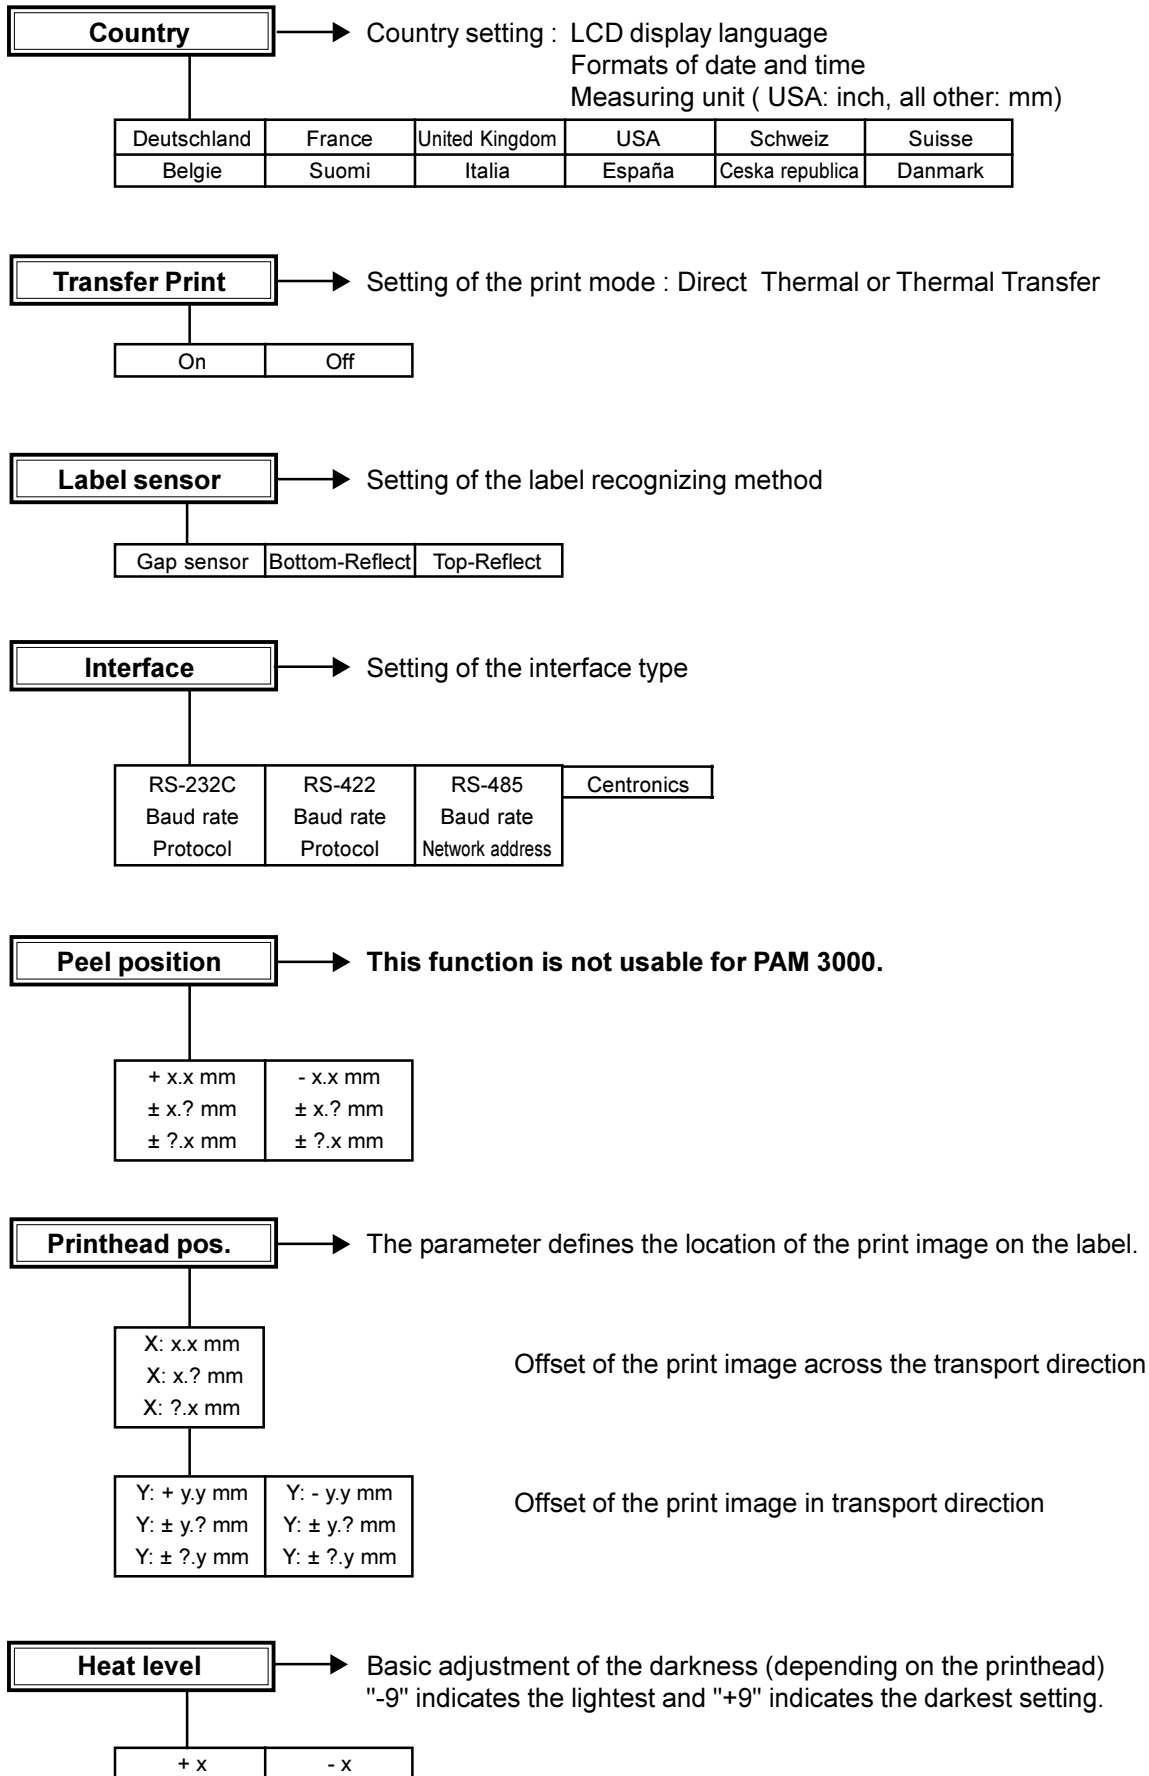 Country
Country setting : LCD display language
Formats of date and time
Measuring unit ( USA: inch, all other: mm)
Deutschland France United Kingdom USA Schweiz Suisse
Belgie Suomi Italia España Ceska republica Danmark
Transfer Print
Setting of the print mode : Direct Thermal or Thermal Transfer
On Off
Label sensor
Setting of the label recognizing method
Gap sensor Bottom-Reflect Top-Reflect
Interface
Setting of the interface type
RS-232C RS-422 RS-485 Centronics
Baud rate Baud rate Baud rate
Protocol Protocol Network address
Peel position
This function is not usable for PAM 3000.
+ x.x mm - x.x mm
± x.? mm ± x.? mm
± ?.x mm ± ?.x mm
Printhead pos.
The parameter defines the location of the print image on the label.
X: x.x mm
X: x.? mm
X: ?.x mm
Offset of the print image across the transport direction
Y: + y.y mm Y: - y.y mm
Y: ± y.? mm Y: ± y.? mm
Y: ± ?.y mm Y: ± ?.y mm
Offset of the print image in transport direction
Heat level
Basic adjustment of the darkness (depending on the printhead)
"-9" indicates the lightest and "+9" indicates the darkest setting.
+ x - x